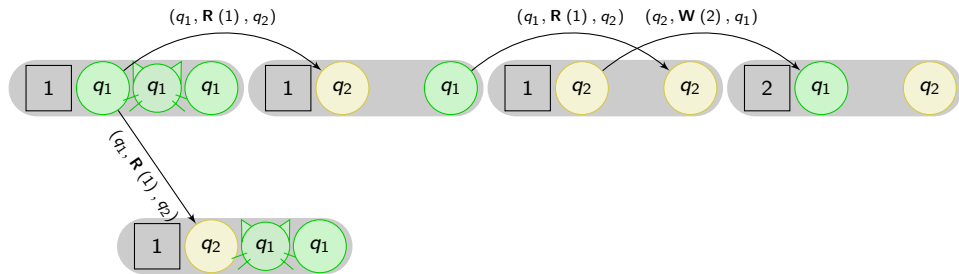 (q₁, R (1) , q₂)
(q₁, R (1) , q₂) (q₂, W (2) , q₁)
1 q₁ q₁ q₁
1 q₂ q₁
1 q₂ q₂
2 q₁ q₂
(q₁, R (1) , q₂)
1 q₂ q₁ q₁